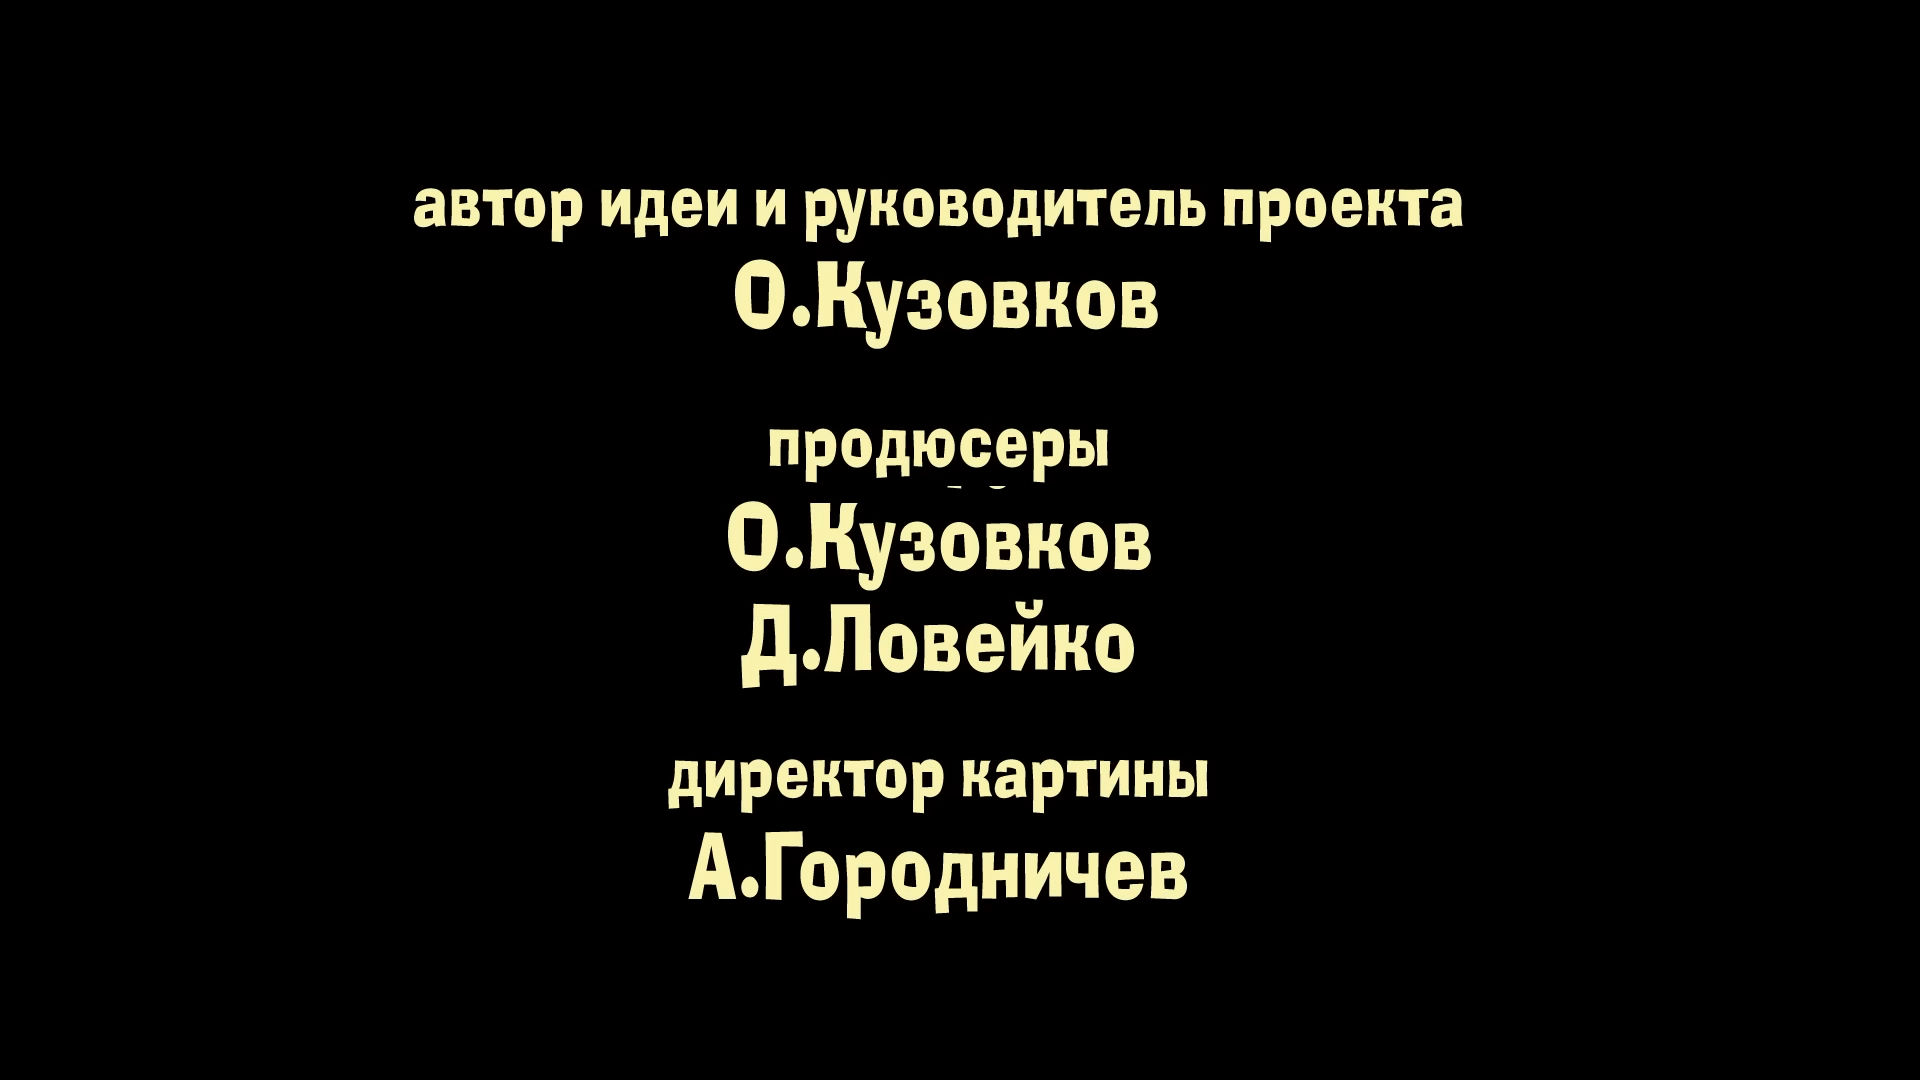 автор идеи и руководитель проекта
О.Кузовков
продюсеры
О.Кузовков
Д.Ловейко
директор картины
А.Городничев